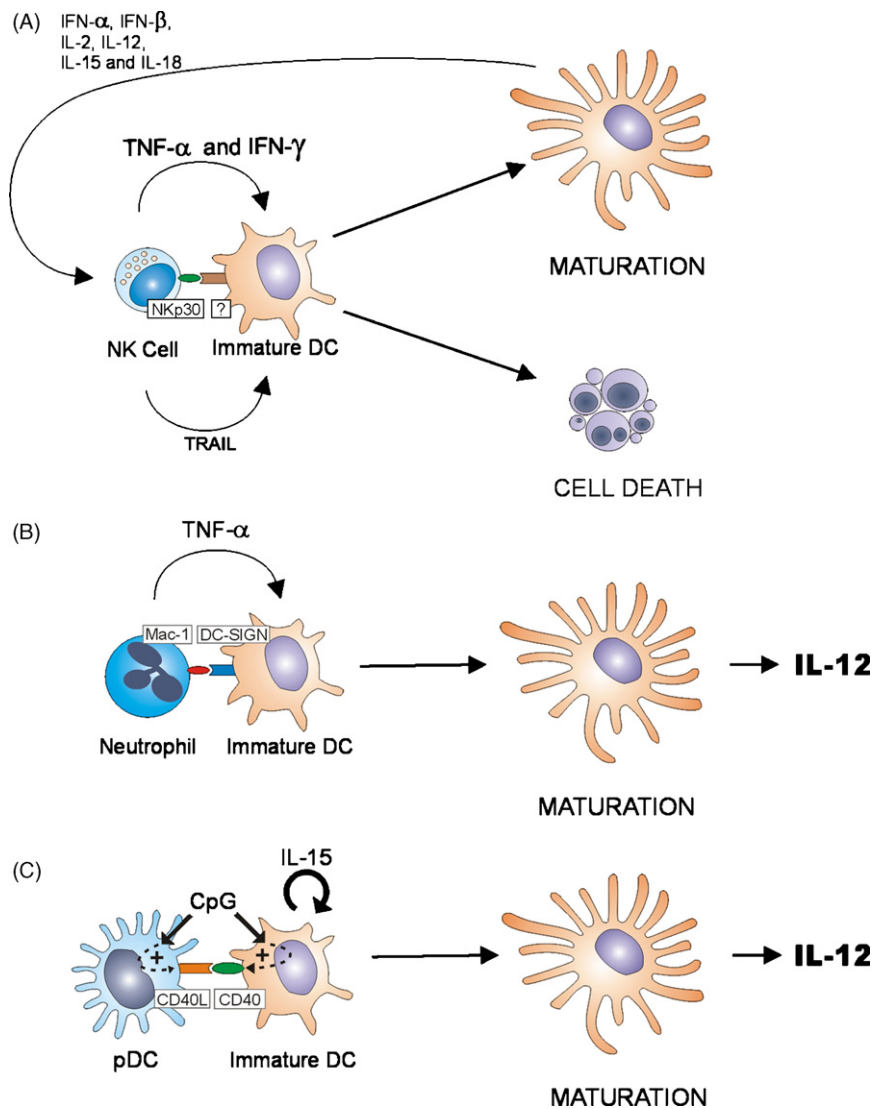 (A)
IFN-α, IFN-β,
IL-2, IL-12,
IL-15 and IL-18
TNF-α and IFN-γ
NKp30 ?
NK Cell Immature DC
TRAIL
MATURATION
CELL DEATH
(B)
TNF-α
Mac-1 DC-SIGN
Neutrophil Immature DC
MATURATION
IL-12
(C)
IL-15
CpG
+ +
CD40L CD40
pDC Immature DC
MATURATION
IL-12